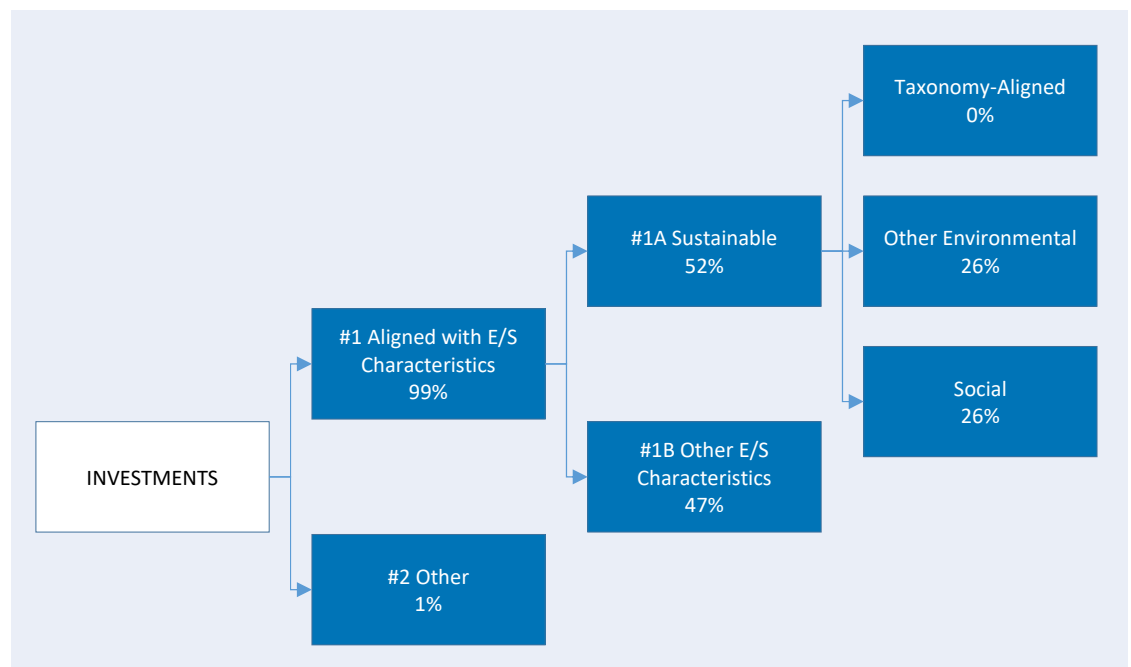 INVESTMENTS
#1 Aligned with E/S
Characteristics
99%
#2 Other
1%
#1A Sustainable
52%
#1B Other E/S
Characteristics
47%
Taxonomy-Aligned
0%
Other Environmental
26%
Social
26%